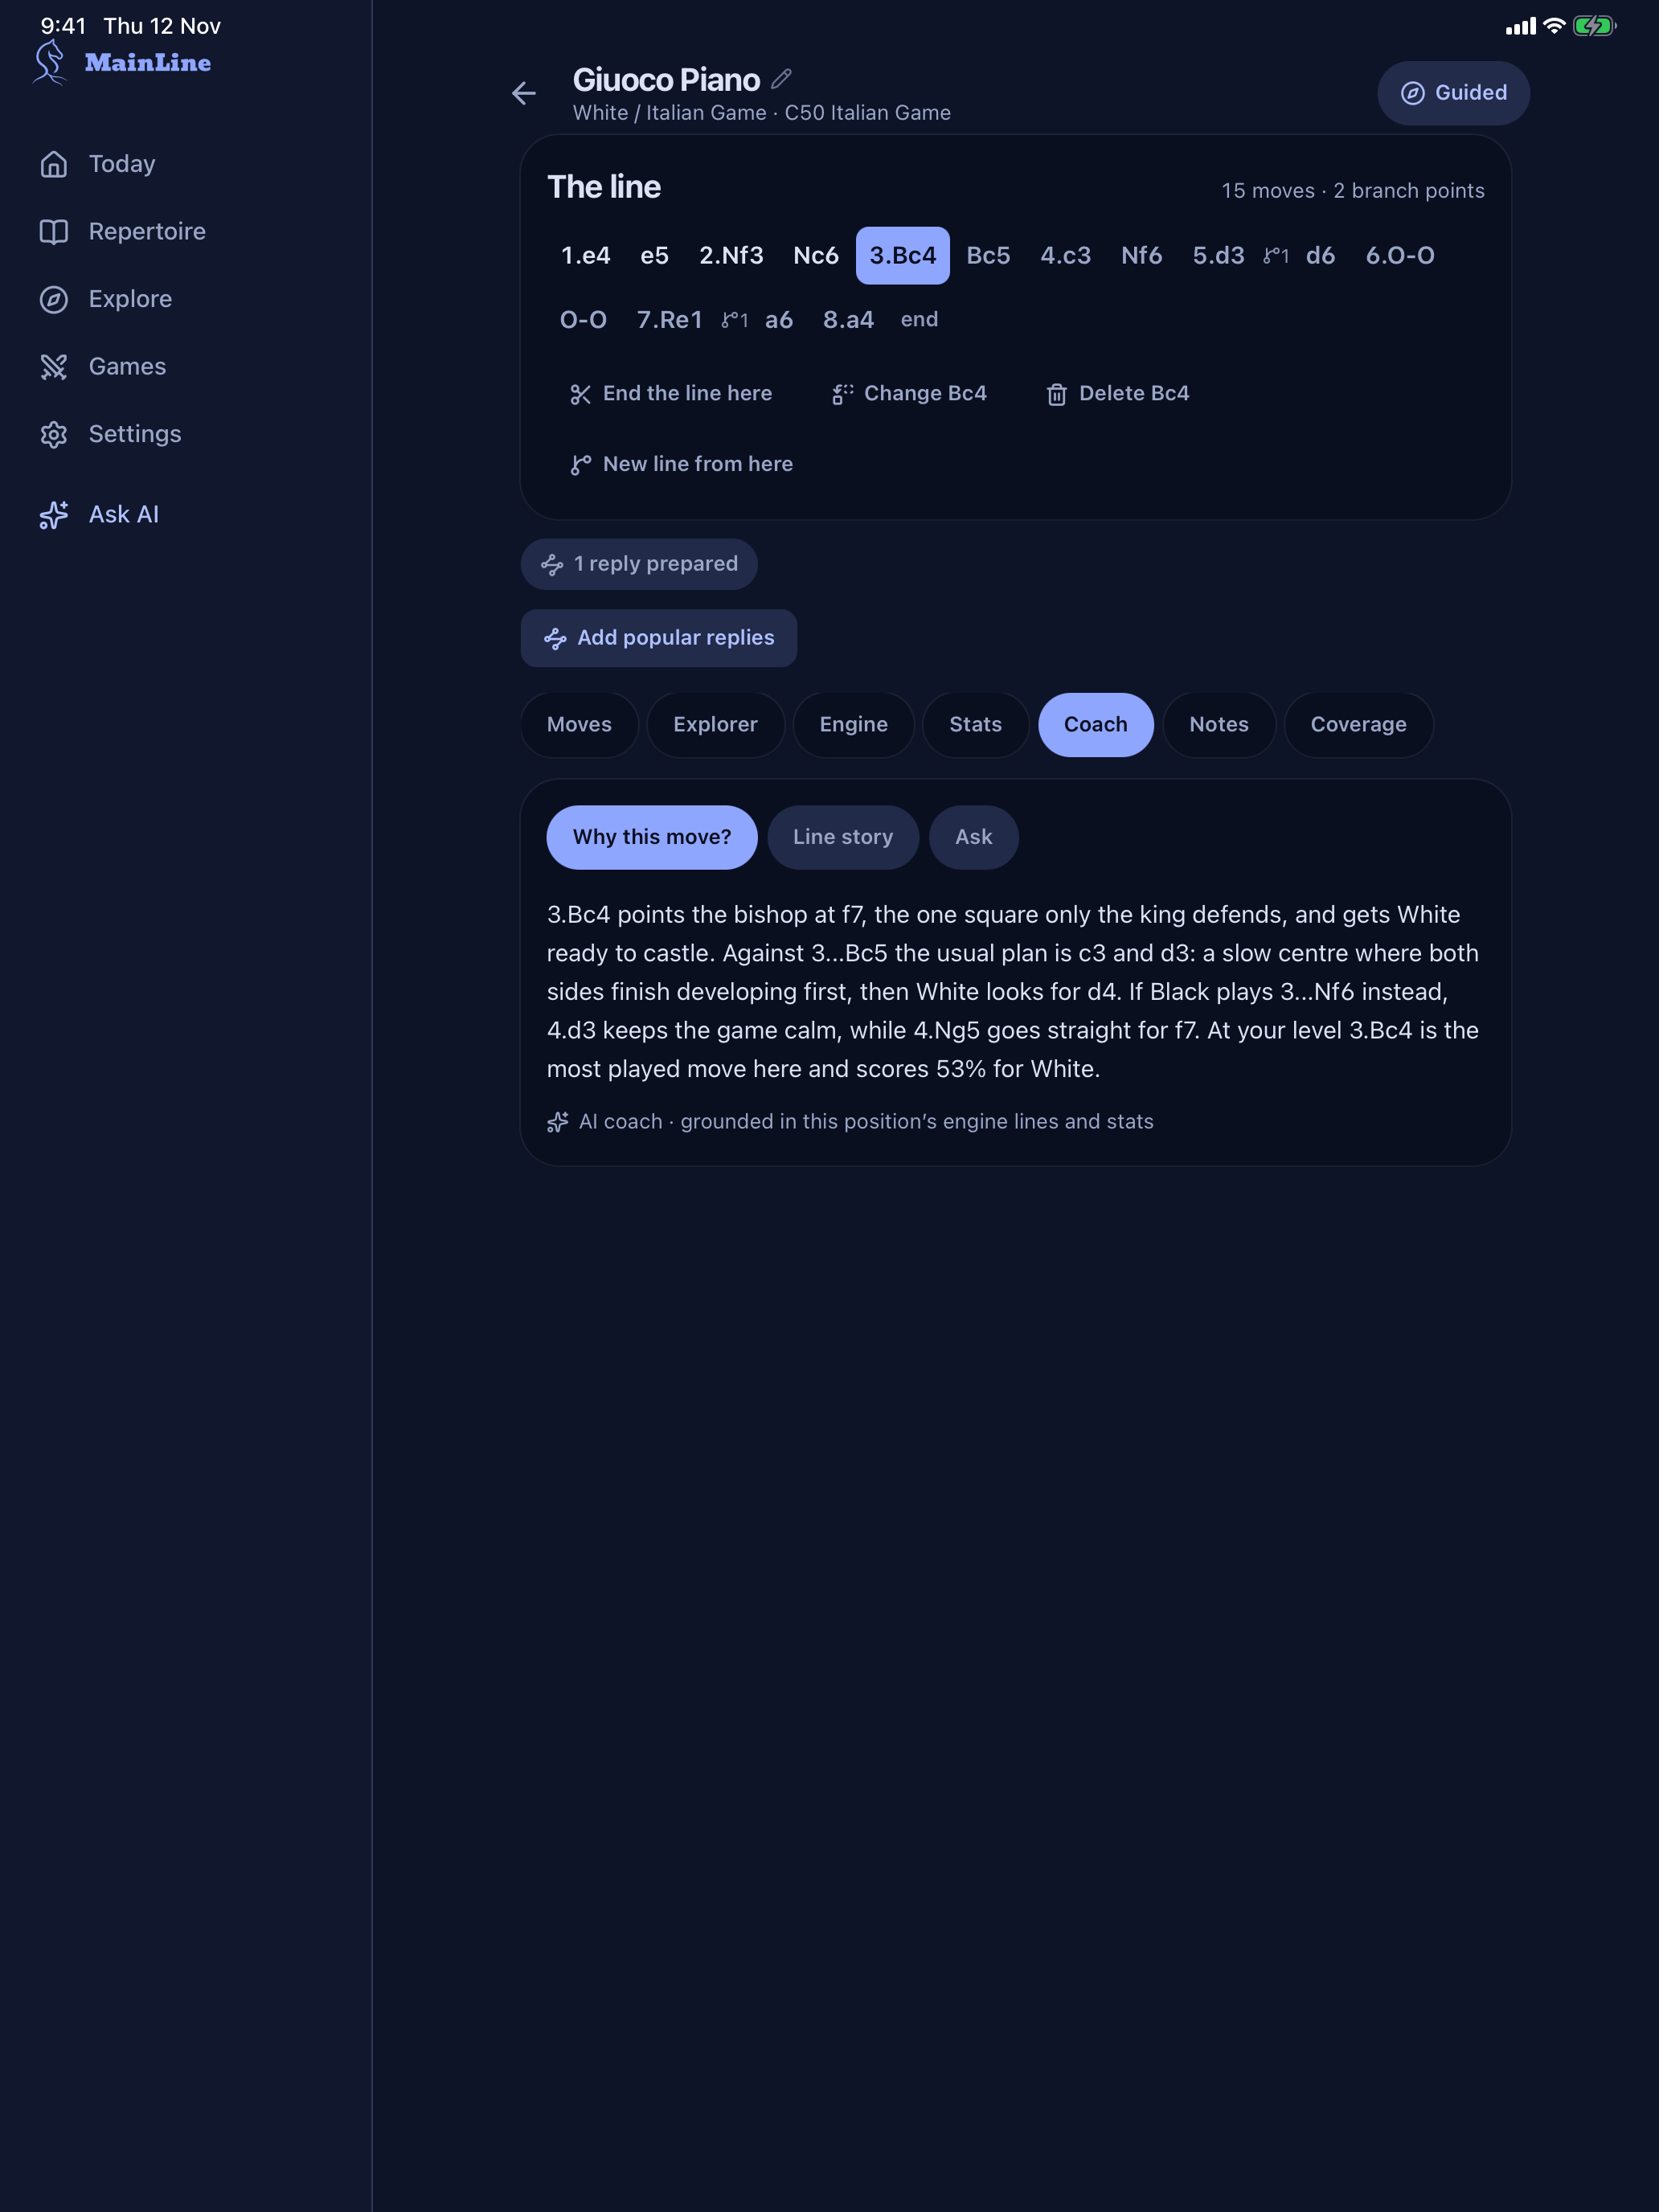 9:41 Thu 12 Nov
MainLine
Today
Repertoire
Explore
Games
Settings
Ask AI
Giuoco Piano
White / Italian Game · C50 Italian Game
Guided
The line
15 moves · 2 branch points
1.e4 e5 2.Nf3 Nc6 3.Bc4 Bc5 4.c3 Nf6 5.d3 1 d6 6.O-O
O-O 7.Re1 1 a6 8.a4 end
End the line here Change Bc4 Delete Bc4
New line from here
1 reply prepared
Add popular replies
Moves Explorer Engine Stats Coach Notes Coverage
Why this move? Line story Ask
3.Bc4 points the bishop at f7, the one square only the king defends, and gets White
ready to castle. Against 3...Bc5 the usual plan is c3 and d3: a slow centre where both
sides finish developing first, then White looks for d4. If Black plays 3...Nf6 instead,
4.d3 keeps the game calm, while 4.Ng5 goes straight for f7. At your level 3.Bc4 is the
most played move here and scores 53% for White.
AI coach · grounded in this position’s engine lines and stats